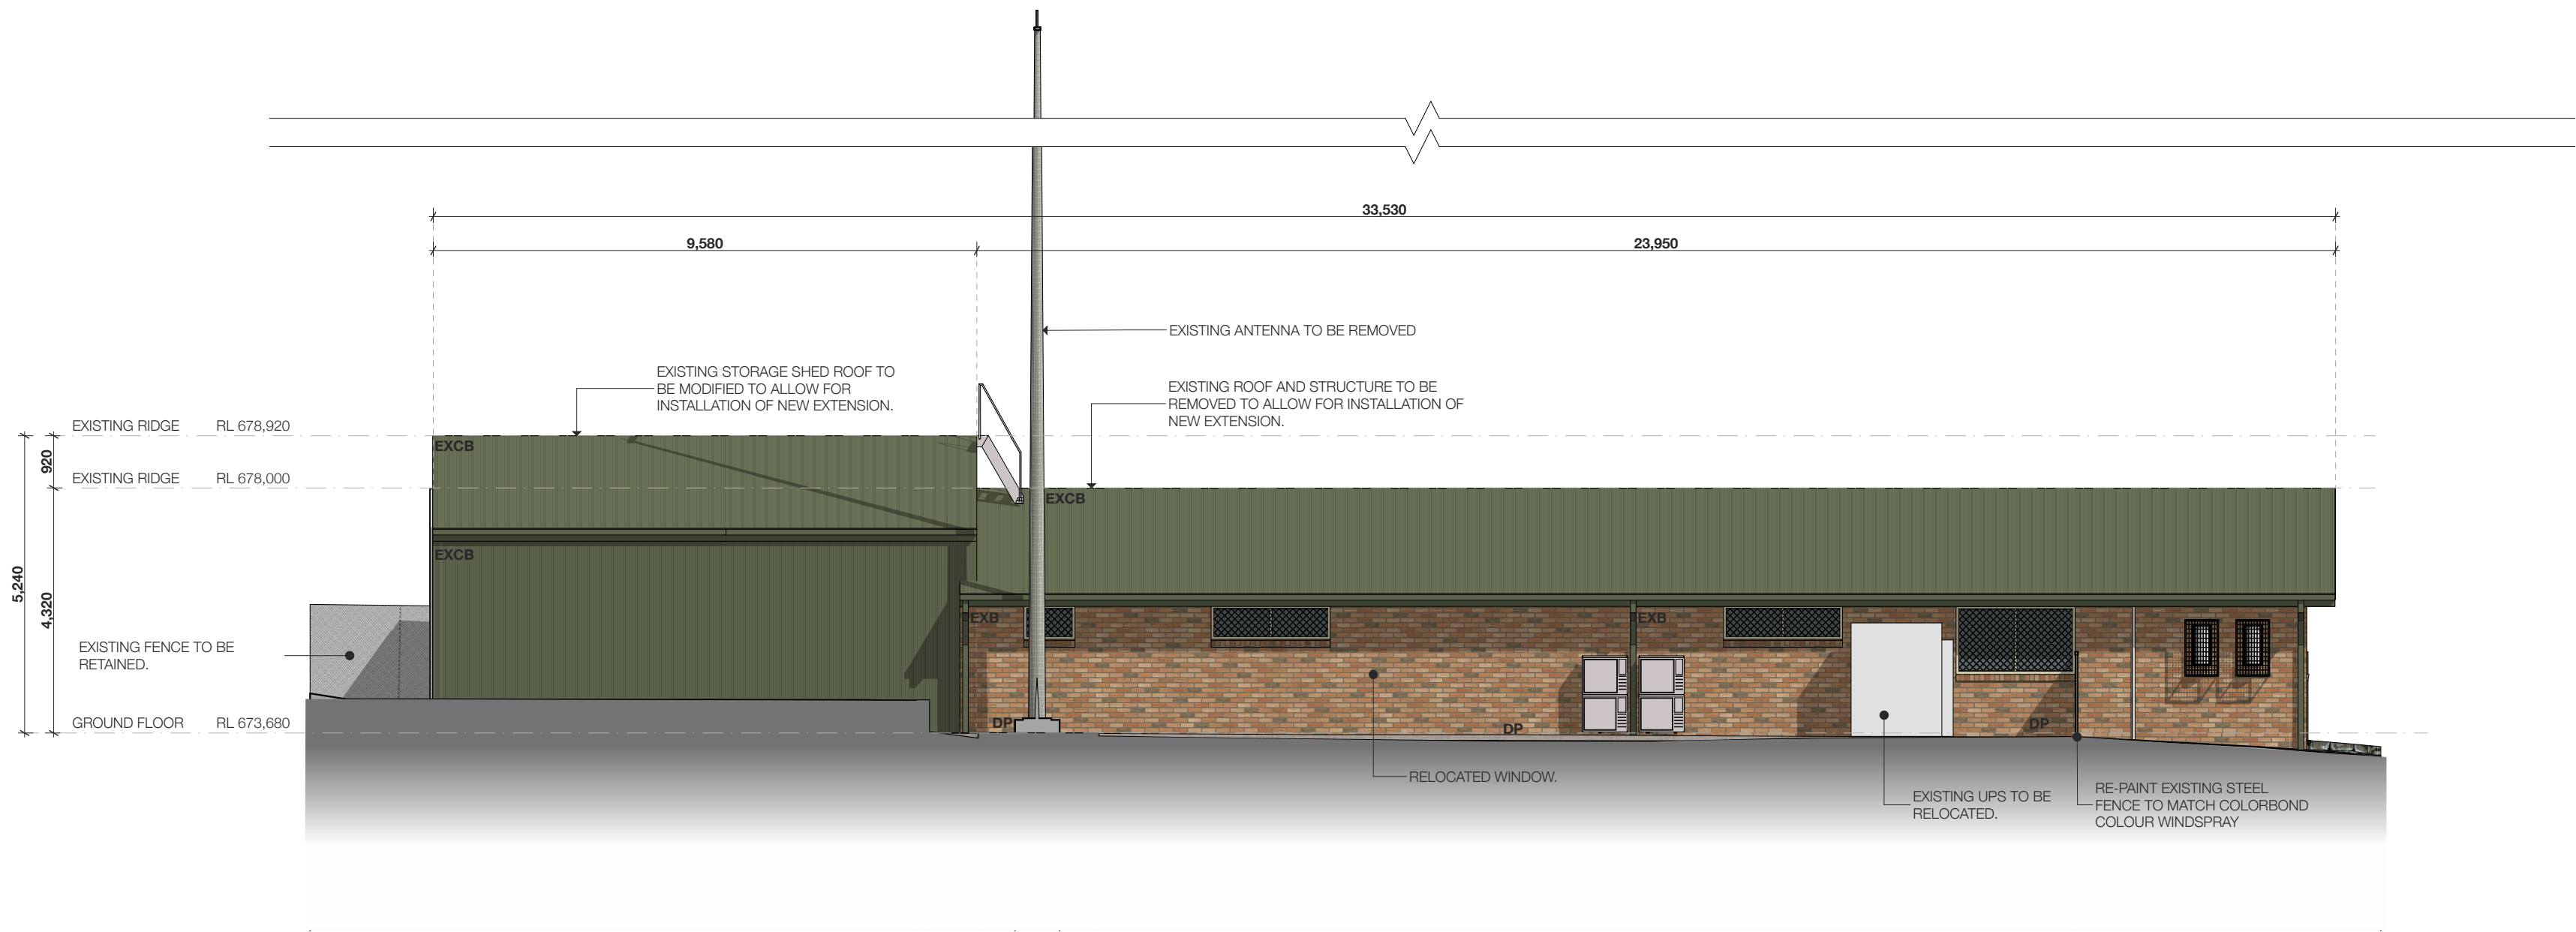 33,530
9,580
23,950
EXISTING ANTENNA TO BE REMOVED
EXISTING STORAGE SHED ROOF TO
BE MODIFIED TO ALLOW FOR
INSTALLATION OF NEW EXTENSION.
EXISTING ROOF AND STRUCTURE TO BE
REMOVED TO ALLOW FOR INSTALLATION OF
NEW EXTENSION.
EXISTING RIDGE RL 678,920
EXCB
920
EXISTING RIDGE RL 678,000
EXCB
EXCB
5,240
4,320
EXB
EXB
EXISTING FENCE TO BE
RETAINED.
GROUND FLOOR RL 673,680
DP
DP
DP
RELOCATED WINDOW.
EXISTING UPS TO BE
RELOCATED.
RE-PAINT EXISTING STEEL
FENCE TO MATCH COLORBOND
COLOUR WINDSPRAY